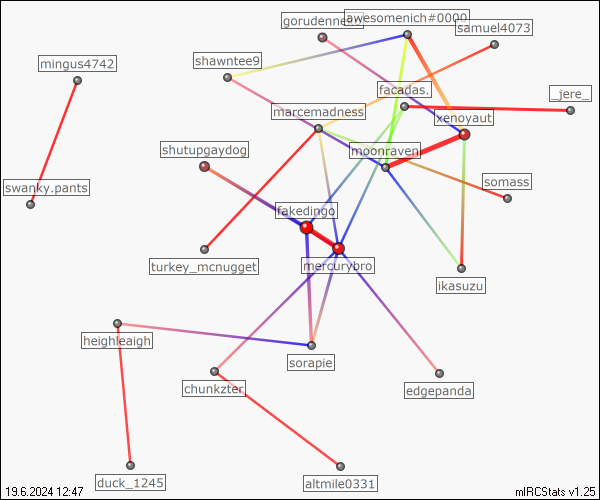 gorudennero
awesomenich#0000
samuel4073
mingus4742
shawntee9
facadas.
_jere_
marcemadness
xenoyaut
shutupgaydog
moonraven
swanky.pants
somass
fakedingo
turkey_mcnugget
mercurybro
ikasuzu
heighleaigh
sorapie
chunkzter
edgepanda
duck_1245
altmile0331
19.6.2024 12:47
mIRCStats v1.25